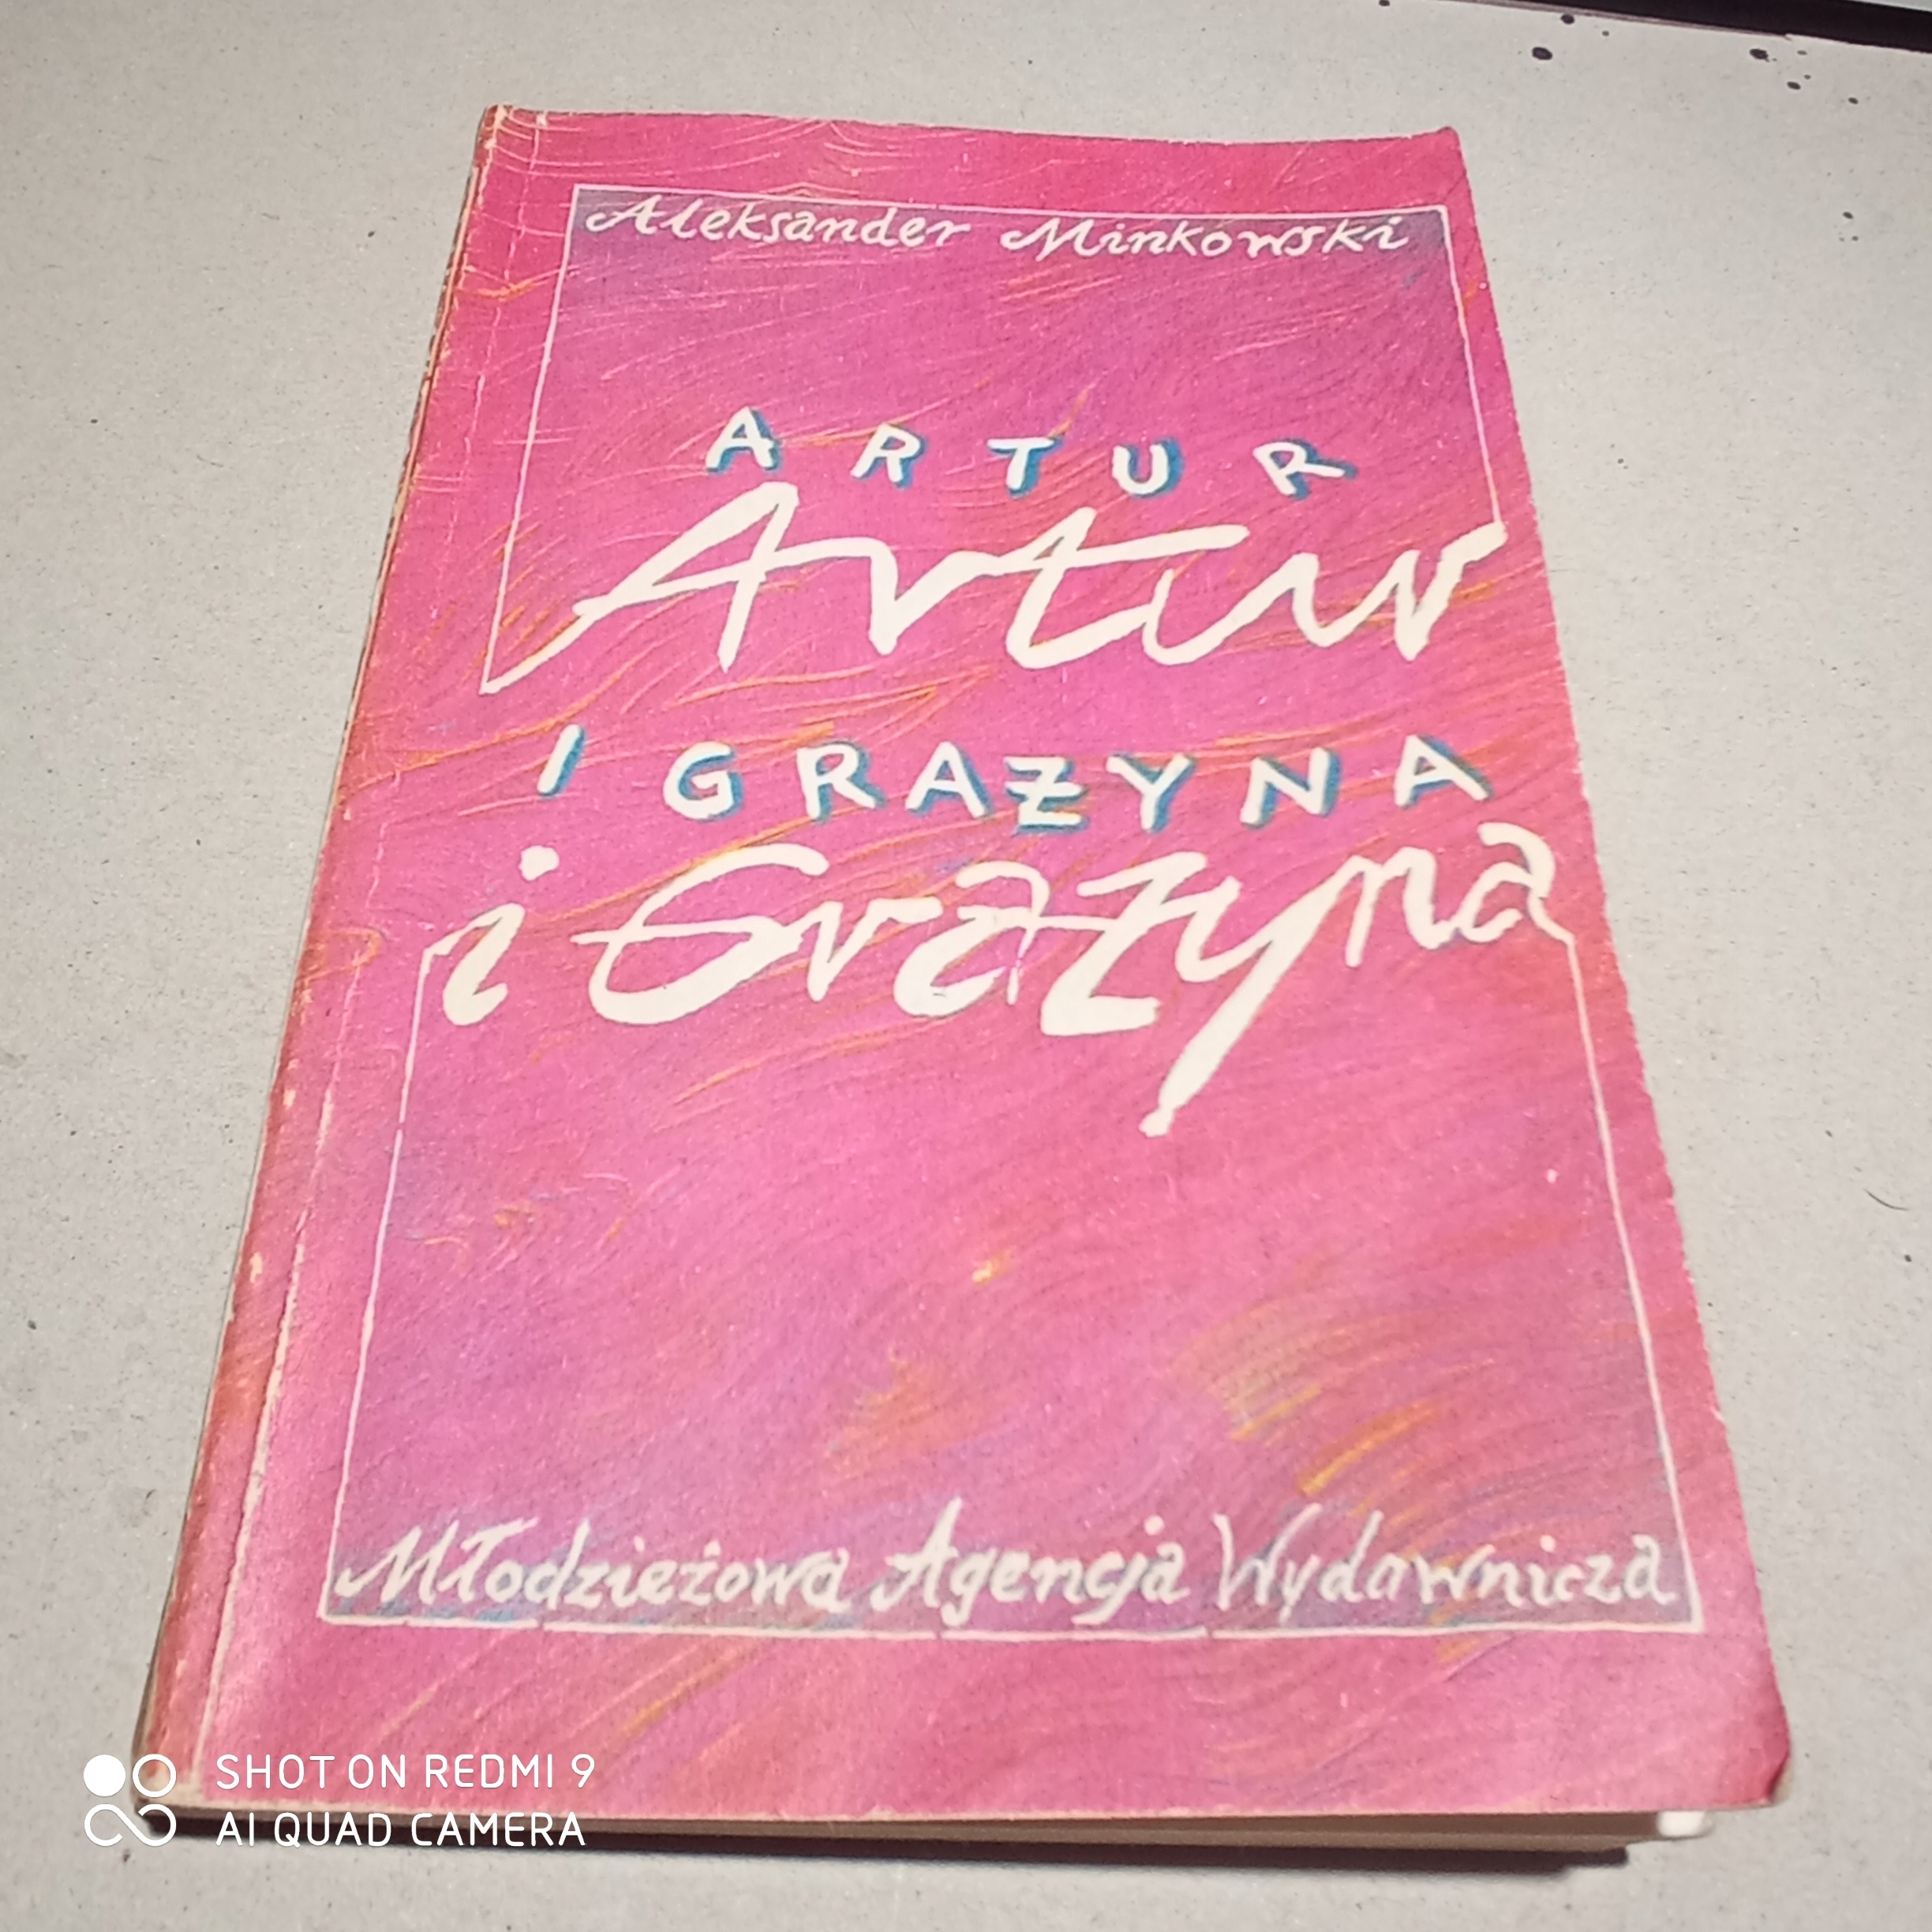 Aleksander Minkowski
ARTUR
Artur
I GRAŻYNA
i Grażyna
Młodzieżowa Agencja Wydawnicza
SHOT ON REDMI 9
AI QUAD CAMERA